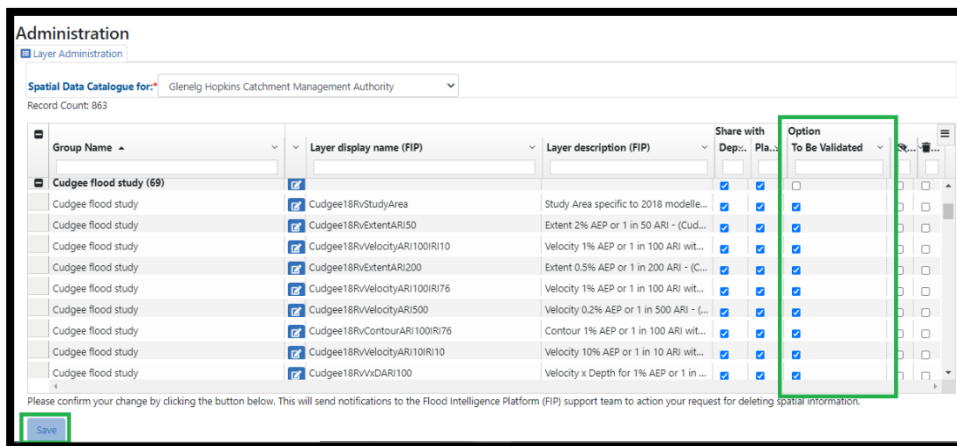 Administration
Layer Administration
Spatial Data Catalogue for:* Glenelg Hopkins Catchment Management Authority
Record Count: 863
Share with Option
Group Name Layer display name (FIP) Layer description (FIP) Dep... Pla... To Be Validated
Cudgee flood study (69)
Cudgee flood study Cudgee18RvStudyArea Study Area specific to 2018 modelle...
Cudgee flood study Cudgee18RvExtentARI50 Extent 2% AEP or 1 in 50 ARI - (Cud...
Cudgee flood study Cudgee18RvVelocityARI100IRI10 Velocity 1% AEP or 1 in 100 ARI wit...
Cudgee flood study Cudgee18RvExtentARI200 Extent 0.5% AEP or 1 in 200 ARI - (C...
Cudgee flood study Cudgee18RvVelocityARI100IRI76 Velocity 1% AEP or 1 in 100 ARI wit...
Cudgee flood study Cudgee18RvVelocityARI500 Velocity 0.2% AEP or 1 in 500 ARI - (...
Cudgee flood study Cudgee18RvContourARI100IRI76 Contour 1% AEP or 1 in 100 ARI wit...
Cudgee flood study Cudgee18RvVelocityARI10IRI10 Velocity 10% AEP or 1 in 10 ARI wit...
Cudgee flood study Cudgee18RvVxDARI100 Velocity x Depth for 1% AEP or 1 in ...
Please confirm your change by clicking the button below. This will send notifications to the Flood Intelligence Platform (FIP) support team to action your request for deleting spatial information.
Save